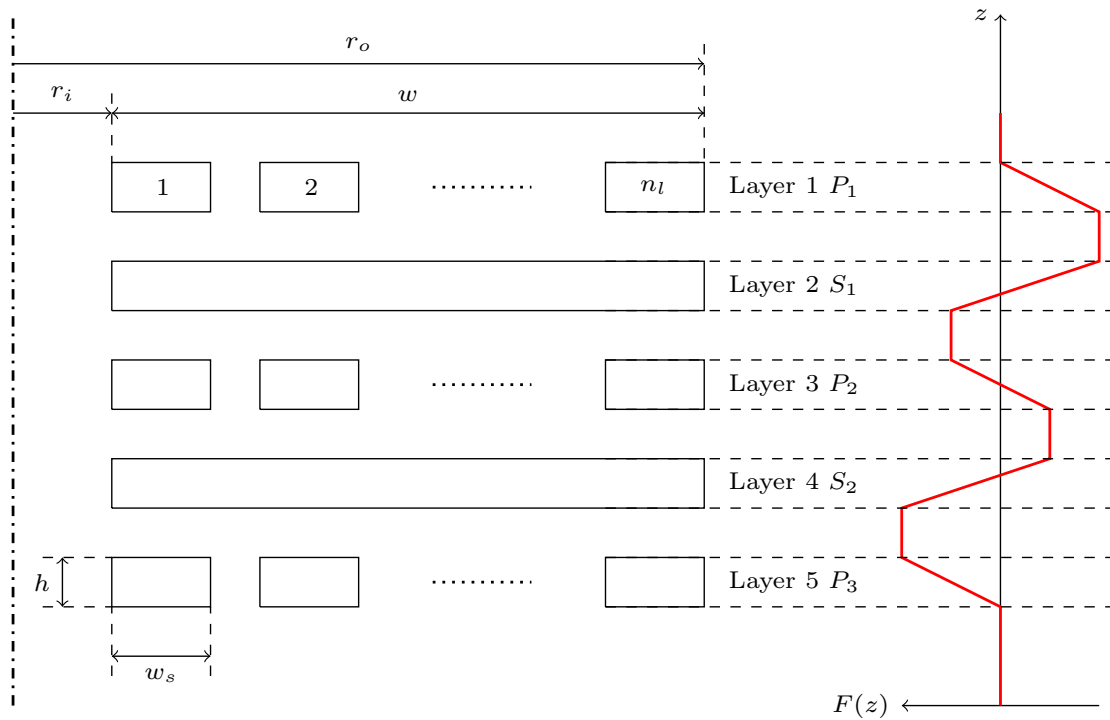 z
r_o
r_i
w
1
2
n_l
Layer 1 P_1
Layer 2 S_1
Layer 3 P_2
Layer 4 S_2
h
Layer 5 P_3
w_s
F(z)